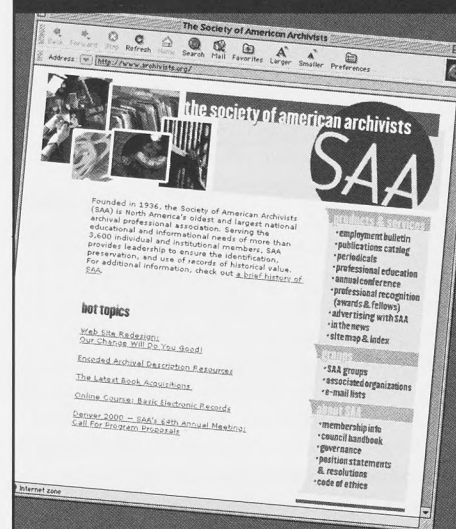 The Society of American Archivists
Back Forward Stop Refresh Home Search Mail Favorites Larger Smaller Preferences
Address http://www.archivists.org/
the society of american archivists
SAA
Founded in 1936, the Society of American Archivists
(SAA) is North America's oldest and largest national
archival professional association. Serving the
educational and informational needs of more than
3,600 individual and institutional members, SAA
provides leadership to ensure the identification,
preservation, and use of records of historical value.
For additional information, check out a brief history of
SAA.
hot topics
Web Site Redesign:
Our Change Will Do You Good!
Encoded Archival Description Resources
The Latest Book Acquisitions
Online Course: Basic Electronic Records
Denver 2000 — SAA's 64th Annual Meeting:
Call For Program Proposals
products & services
•employment bulletin
•publications catalog
•periodicals
•professional education
•annual conference
•professional recognition
(awards & fellows)
•advertising with SAA
•in the news
•site map & index
groups
•SAA groups
•associated organizations
•e-mail lists
about SAA
•membership info
•council handbook
•governance
•position statements
& resolutions
•code of ethics
Internet zone